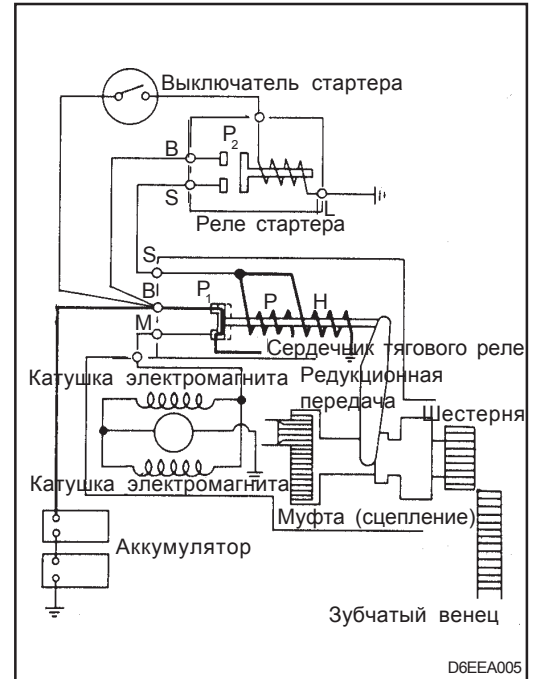 Выключатель стартера
B
P2
S
L
Реле стартера
S
B
P1
P
H
M
Сердечник тягового реле
Катушка электромагнита
Редукционная
передача
Шестерня
Катушка электромагнита
Муфта (сцепление)
Аккумулятор
Зубчатый венец
D6EEA005